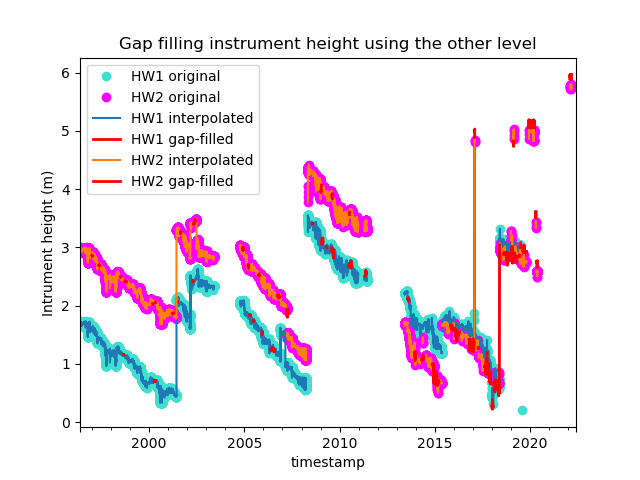 Gap filling instrument height using the other level
HW1 original
HW2 original
HW1 interpolated
HW1 gap-filled
HW2 interpolated
HW2 gap-filled
Intrument height (m)
6
5
4
3
2
1
0
2000 2005 2010 2015 2020
timestamp